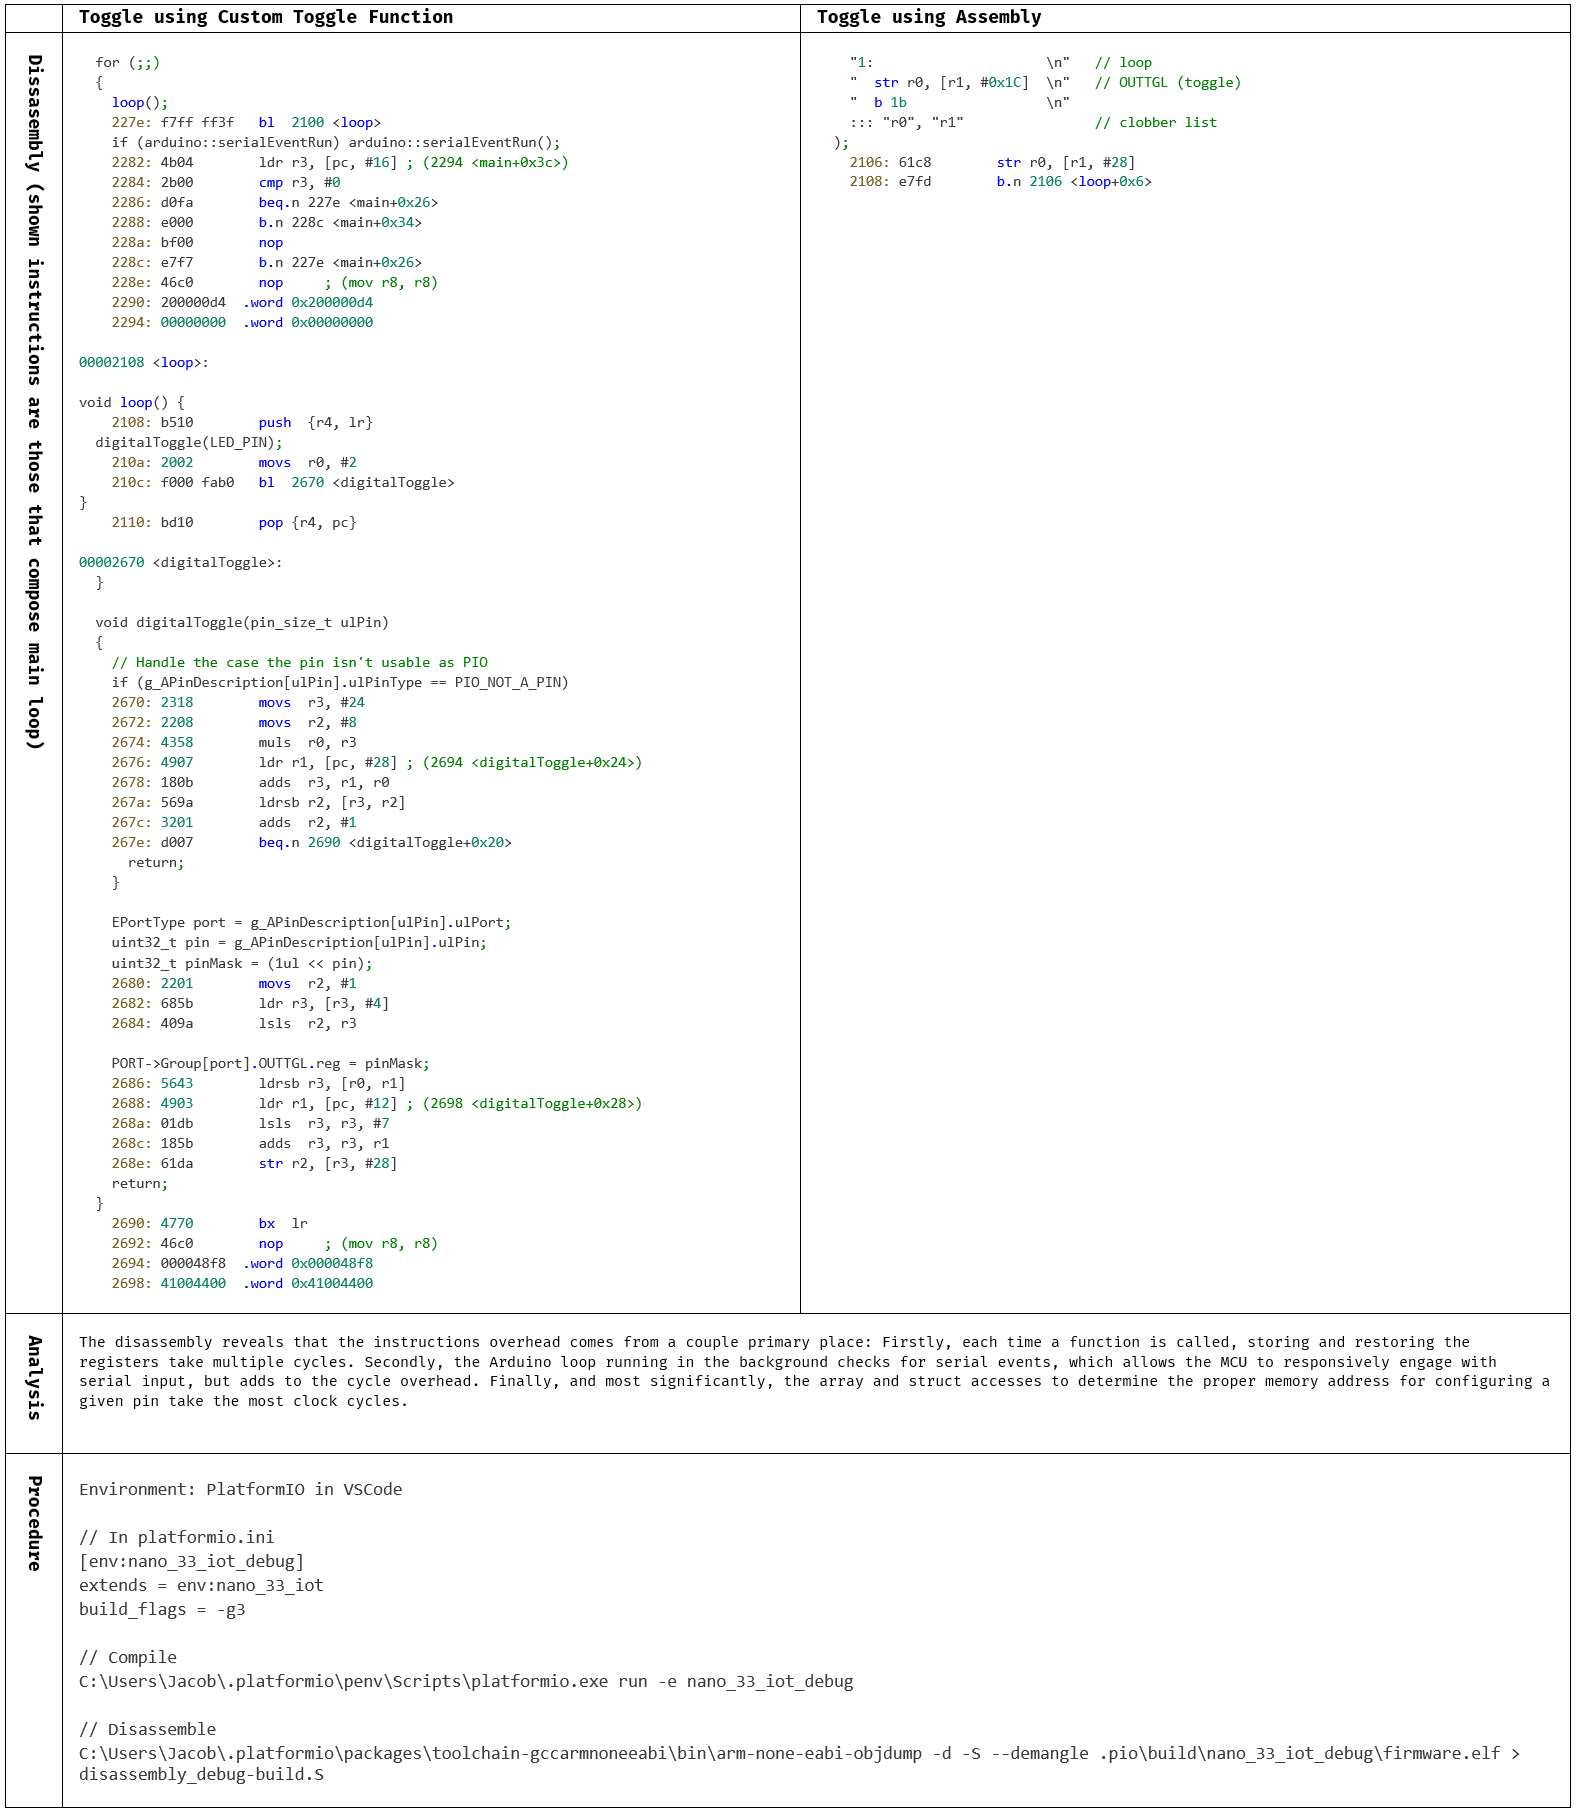 Toggle using Custom Toggle Function
Toggle using Assembly
Dissasembly (shown instructions are those that compose main loop)
for (;;)
{
loop();
227e: f7ff ff3f   bl  2100 <loop>
if (arduino::serialEventRun) arduino::serialEventRun();
2282: 4b04        ldr r3, [pc, #16] ; (2294 <main+0x3c>)
2284: 2b00        cmp r3, #0
2286: d0fa        beq.n 227e <main+0x26>
2288: e000        b.n 228c <main+0x34>
228a: bf00        nop
228c: e7f7        b.n 227e <main+0x26>
228e: 46c0        nop     ; (mov r8, r8)
2290: 200000d4  .word 0x200000d4
2294: 00000000  .word 0x00000000
00002108 <loop>:
void loop() {
2108: b510        push  {r4, lr}
digitalToggle(LED_PIN);
210a: 2002        movs  r0, #2
210c: f000 fab0   bl  2670 <digitalToggle>
}
2110: bd10        pop {r4, pc}
00002670 <digitalToggle>:
}
void digitalToggle(pin_size_t ulPin)
{
// Handle the case the pin isn't usable as PIO
if (g_APinDescription[ulPin].ulPinType == PIO_NOT_A_PIN)
2670: 2318        movs  r3, #24
2672: 2208        movs  r2, #8
2674: 4358        muls  r0, r3
2676: 4907        ldr r1, [pc, #28] ; (2694 <digitalToggle+0x24>)
2678: 180b        adds  r3, r1, r0
267a: 569a        ldrsb r2, [r3, r2]
267c: 3201        adds  r2, #1
267e: d007        beq.n 2690 <digitalToggle+0x20>
return;
}
EPortType port = g_APinDescription[ulPin].ulPort;
uint32_t pin = g_APinDescription[ulPin].ulPin;
uint32_t pinMask = (1ul << pin);
2680: 2201        movs  r2, #1
2682: 685b        ldr r3, [r3, #4]
2684: 409a        lsls  r2, r3
PORT->Group[port].OUTTGL.reg = pinMask;
2686: 5643        ldrsb r3, [r0, r1]
2688: 4903        ldr r1, [pc, #12] ; (2698 <digitalToggle+0x28>)
268a: 01db        lsls  r3, r3, #7
268c: 185b        adds  r3, r3, r1
268e: 61da        str r2, [r3, #28]
return;
}
2690: 4770        bx  lr
2692: 46c0        nop     ; (mov r8, r8)
2694: 000048f8  .word 0x000048f8
2698: 41004400  .word 0x41004400
"1:                     \n"   // loop
"  str r0, [r1, #0x1C]  \n"   // OUTTGL (toggle)
"  b 1b                 \n"
::: "r0", "r1"                // clobber list
);
2106: 61c8        str r0, [r1, #28]
2108: e7fd        b.n 2106 <loop+0x6>
Analysis
The disassembly reveals that the instructions overhead comes from a couple primary place: Firstly, each time a function is called, storing and restoring the
registers take multiple cycles. Secondly, the Arduino loop running in the background checks for serial events, which allows the MCU to responsively engage with
serial input, but adds to the cycle overhead. Finally, and most significantly, the array and struct accesses to determine the proper memory address for configuring a
given pin take the most clock cycles.
Procedure
Environment: PlatformIO in VSCode
// In platformio.ini
[env:nano_33_iot_debug]
extends = env:nano_33_iot
build_flags = -g3
// Compile
C:\Users\Jacob\.platformio\penv\Scripts\platformio.exe run -e nano_33_iot_debug
// Disassemble
C:\Users\Jacob\.platformio\packages\toolchain-gccarmnoneeabi\bin\arm-none-eabi-objdump -d -S --demangle .pio\build\nano_33_iot_debug\firmware.elf >
disassembly_debug-build.S